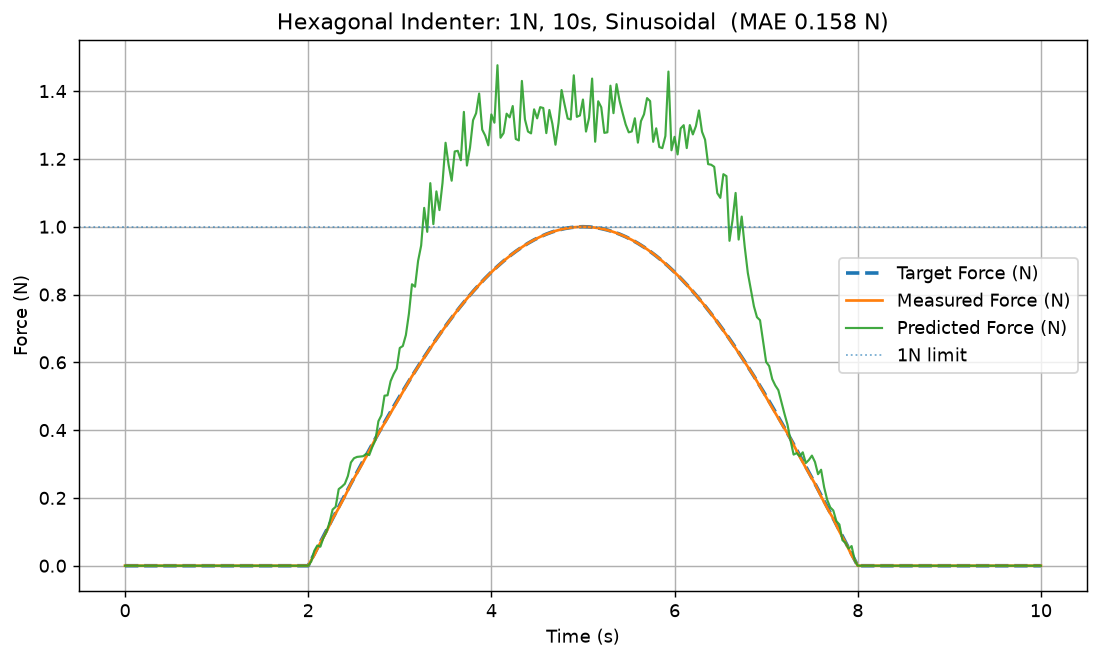 Hexagonal Indenter: 1N, 10s, Sinusoidal  (MAE 0.158 N)
Force (N)
1.4
1.2
1.0
0.8
0.6
0.4
0.2
0.0
Target Force (N)
Measured Force (N)
Predicted Force (N)
1N limit
0 2 4 6 8 10
Time (s)